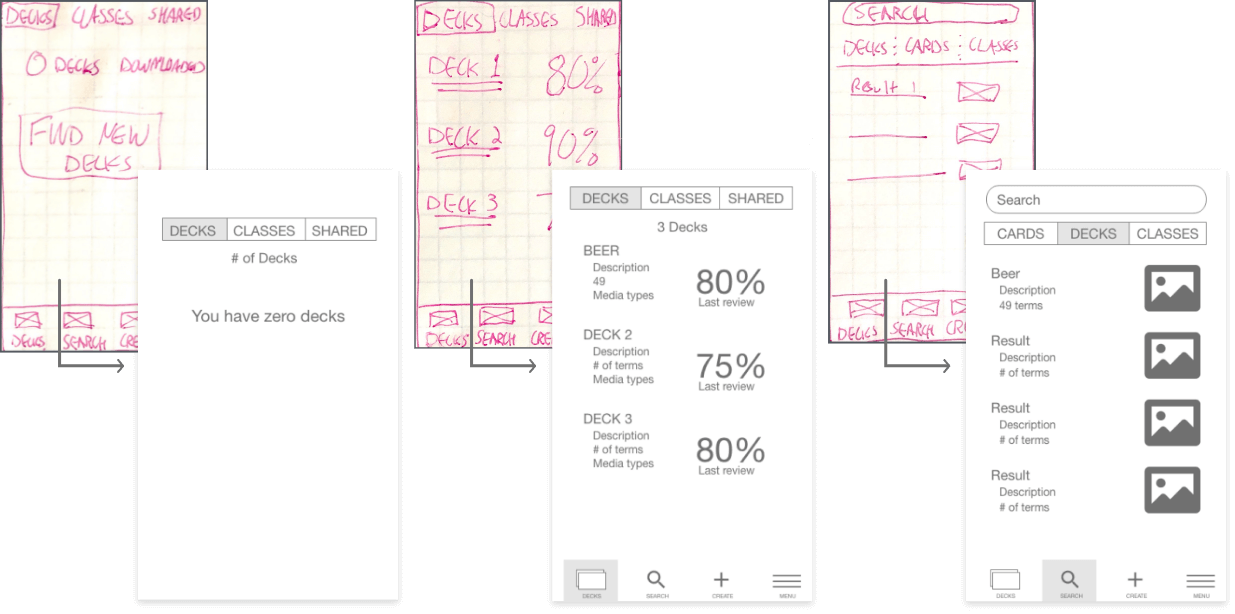 DECKS CLASSES SHARED
0 DECKS DOWNLOADED
FIND NEW
DECKS
DECKS SEARCH CRE
DECKS CLASSES SHARED
# of Decks
You have zero decks
DECKS CLASSES SHARED
DECK 1 80%
DECK 2 90%
DECK 3
DECKS SEARCH CRE
DECKS CLASSES SHARED
3 Decks
BEER
Description
49
Media types
80%
Last review
DECK 2
Description
# of terms
Media types
75%
Last review
DECK 3
Description
# of terms
Media types
80%
Last review
DECKS SEARCH CREATE MENU
SEARCH
DECKS CARDS CLASSES
RESULT 1
DECKS SEARCH CR
Search
CARDS DECKS CLASSES
Beer
Description
49 terms
Result
Description
# of terms
Result
Description
# of terms
Result
Description
# of terms
DECKS SEARCH CREATE MENU